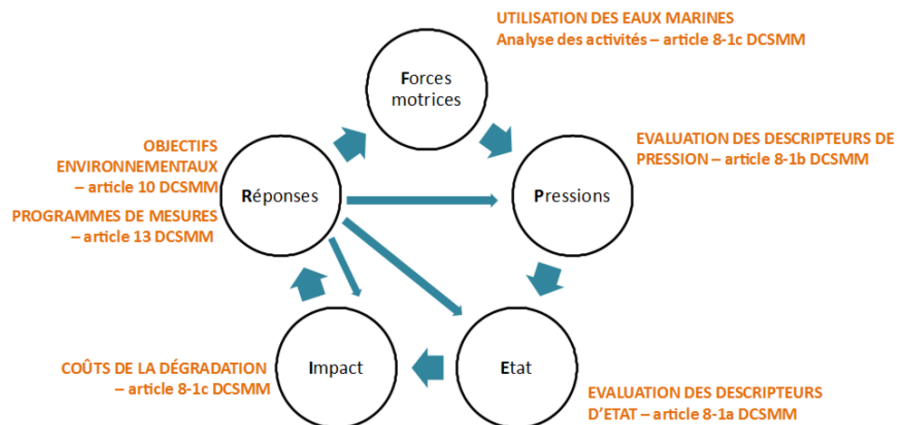 UTILISATION DES EAUX MARINES
Analyse des activités – article 8-1c DCSMM
Forces
motrices
OBJECTIFS
ENVIRONNEMENTAUX
– article 10 DCSMM
PROGRAMMES DE MESURES
– article 13 DCSMM
Réponses
Pressions
EVALUATION DES DESCRIPTEURS DE
PRESSION – article 8-1b DCSMM
COÛTS DE LA DÉGRADATION
– article 8-1c DCSMM
Impact
Etat
EVALUATION DES DESCRIPTEURS
D'ETAT – article 8-1a DCSMM